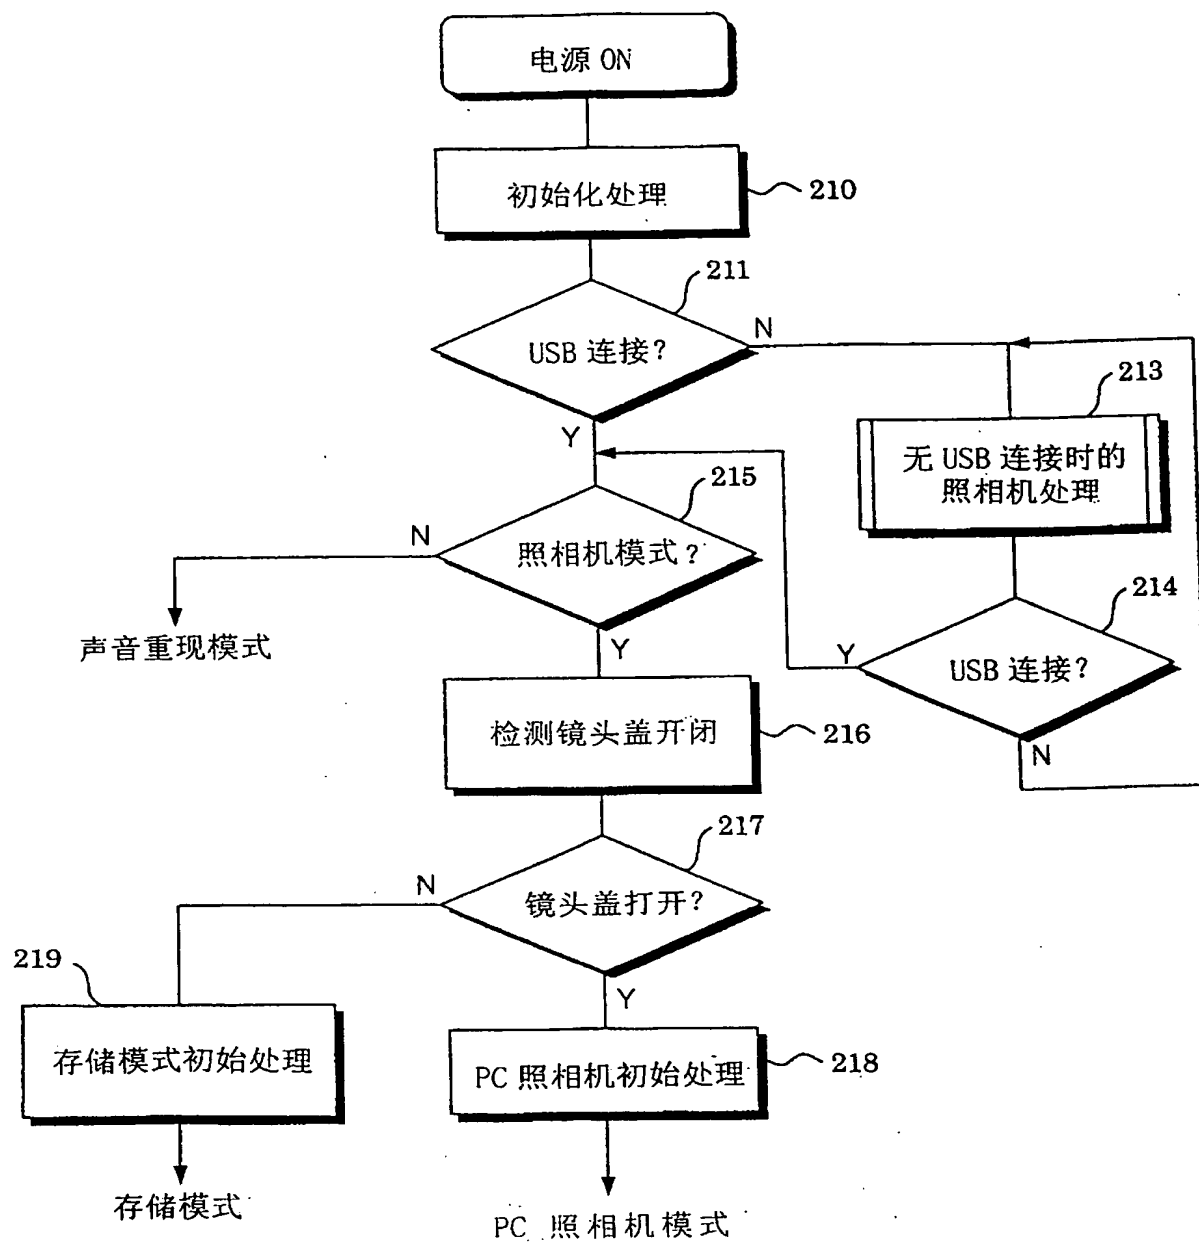 电源 ON
初始化处理
210
211
USB 连接?
N
Y
213
无 USB 连接时的
照相机处理
215
N
照相机模式?
Y
声音重现模式
214
Y
USB 连接?
N
检测镜头盖开闭
216
217
N
镜头盖打开?
Y
219
存储模式初始处理
PC 照相机初始处理
218
存储模式
PC 照相机模式